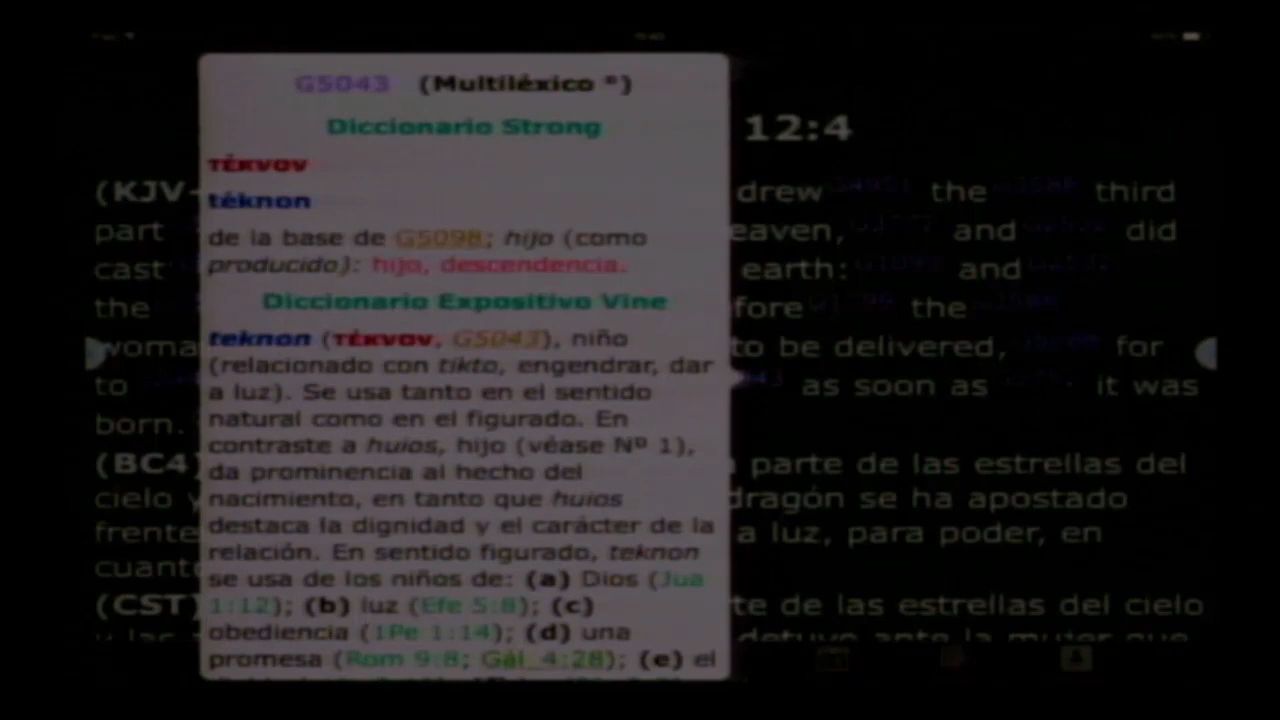 G5043 (Multiléxico °)
Diccionario Strong
τέκνον
téknon
de la base de G5098; hijo (como
producido): hijo, descendencia.
Diccionario Expositivo Vine
teknon (τέκνον, G5043), niño
(relacionado con tikto, engendrar, dar
a luz). Se usa tanto en el sentido
natural como en el figurado. En
contraste a huios, hijo (véase Nº 1),
da prominencia al hecho del
nacimiento, en tanto que huios
destaca la dignidad y el carácter de la
relación. En sentido figurado, teknon
se usa de los niños de: (a) Dios (Jua
1:12); (b) luz (Efe 5:8); (c)
obediencia (1Pe 1:14); (d) una
promesa (Rom 9:8; Gál_4:28); (e) el
12:4
(KJV drew the third
part eaven, and did
cast earth: and
the fore the
woma to be delivered, for
to as soon as it was
born.
(BC4) parte de las estrellas del
cielo y dragón se ha apostado
frente a luz, para poder, en
cuant
(CST) te de las estrellas del cielo
y las detuvo ante la mujer que